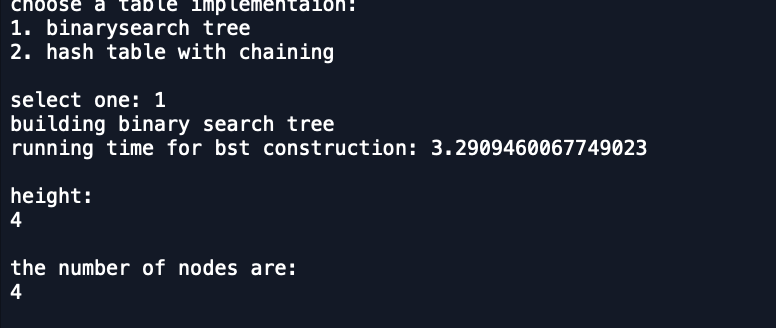 choose a table implementaion:
1. binarysearch tree
2. hash table with chaining
select one: 1
building binary search tree
running time for bst construction: 3.2909460067749023
height:
4
the number of nodes are:
4